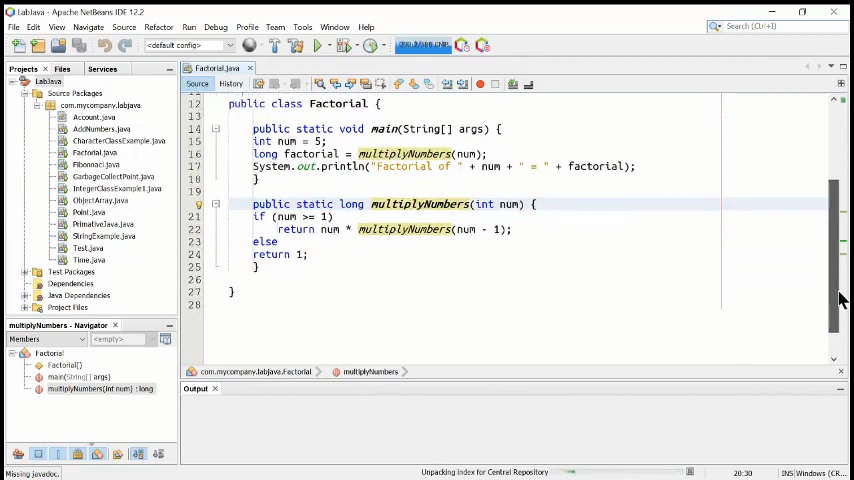 LabJava - Apache NetBeans IDE 12.2
File Edit View Navigate Source Refactor Run Debug Profile Team Tools Window Help
Search (Ctrl+I)
<default config>
Projects Files Services
LabJava
Source Packages
com.mycompany.labjava
Account.java
AddNumbers.java
CharacterClassExample.java
Factorial.java
Fibonnaci.java
GarbageCollectPoint.java
IntegerClassExample1.java
ObjectArray.java
Point.java
PrimativeJava.java
StringExample.java
Test.java
Time.java
Test Packages
Dependencies
Java Dependencies
Project Files
multiplyNumbers - Navigator
Members <empty>
Factorial
Factorial()
main(String[] args)
multiplyNumbers(int num) : long
Missing javadoc.
Factorial.java
Source History
12 public class Factorial {
13
14 public static void main(String[] args) {
15 int num = 5;
16 long factorial = multiplyNumbers(num);
17 System.out.println("Factorial of " + num + " = " + factorial);
18 }
19
public static long multiplyNumbers(int num) {
21 if (num >= 1)
22 return num * multiplyNumbers(num - 1);
23 else
24 return 1;
25 }
26
27 }
28
com.mycompany.labjava.Factorial multiplyNumbers
Output
Unpacking index for Central Repository 20:30 INS Windows (CR...